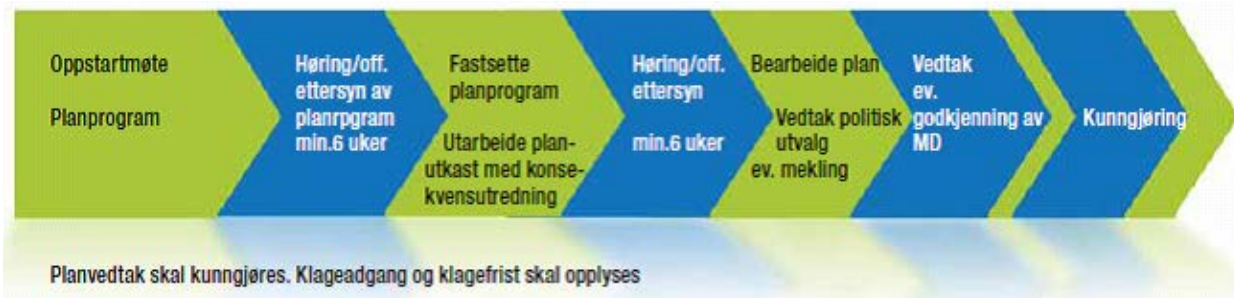 Oppstartmøte
Planprogram
Høring/off.
ettersyn av
planrpgram
min.6 uker
Fastsette
planprogram
Utarbeide plan-
utkast med konse-
kvensutredning
Høring/off.
ettersyn
min.6 uker
Bearbeide plan
Vedtak politisk
utvalg
ev. mekling
Vedtak
ev.
godkjenning av
MD
Kunngjøring
Planvedtak skal kunngjøres. Klageadgang og klagefrist skal opplyses